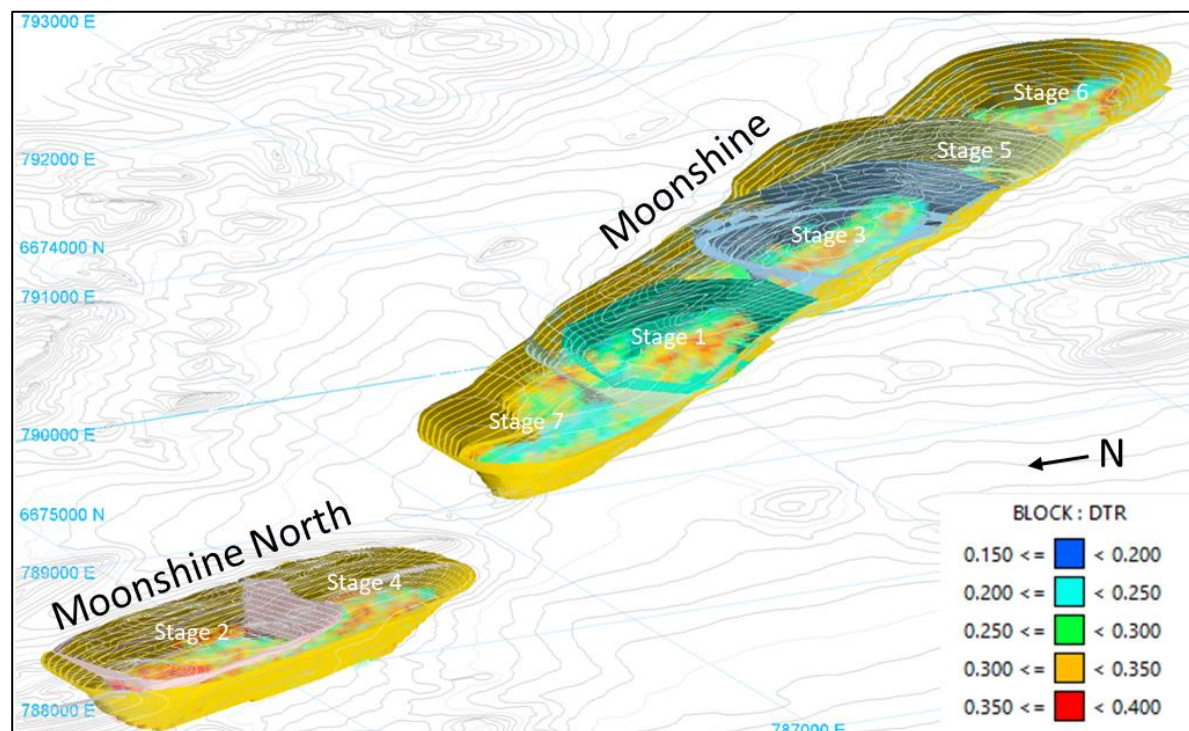 793000 E
Stage 6
792000 E
Moonshine
Stage 5
6674000 N
Stage 3
791000 E
Stage 1
790000 E
Stage 7
N
6675000 N
Moonshine North
789000 E
Stage 4
Stage 2
788000 E
787000 E
BLOCK : DTR
0.150 <= < 0.200
0.200 <= < 0.250
0.250 <= < 0.300
0.300 <= < 0.350
0.350 <= < 0.400